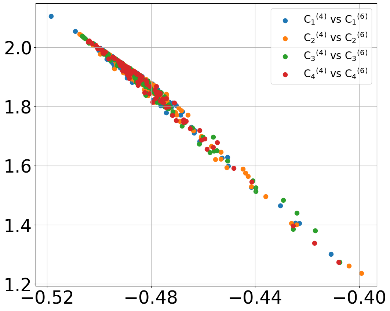 C₁⁽⁴⁾ vs C₁⁽⁶⁾
C₂⁽⁴⁾ vs C₂⁽⁶⁾
C₃⁽⁴⁾ vs C₃⁽⁶⁾
C₄⁽⁴⁾ vs C₄⁽⁶⁾
2.0
1.8
1.6
1.4
1.2
−0.52 −0.48 −0.44 −0.40